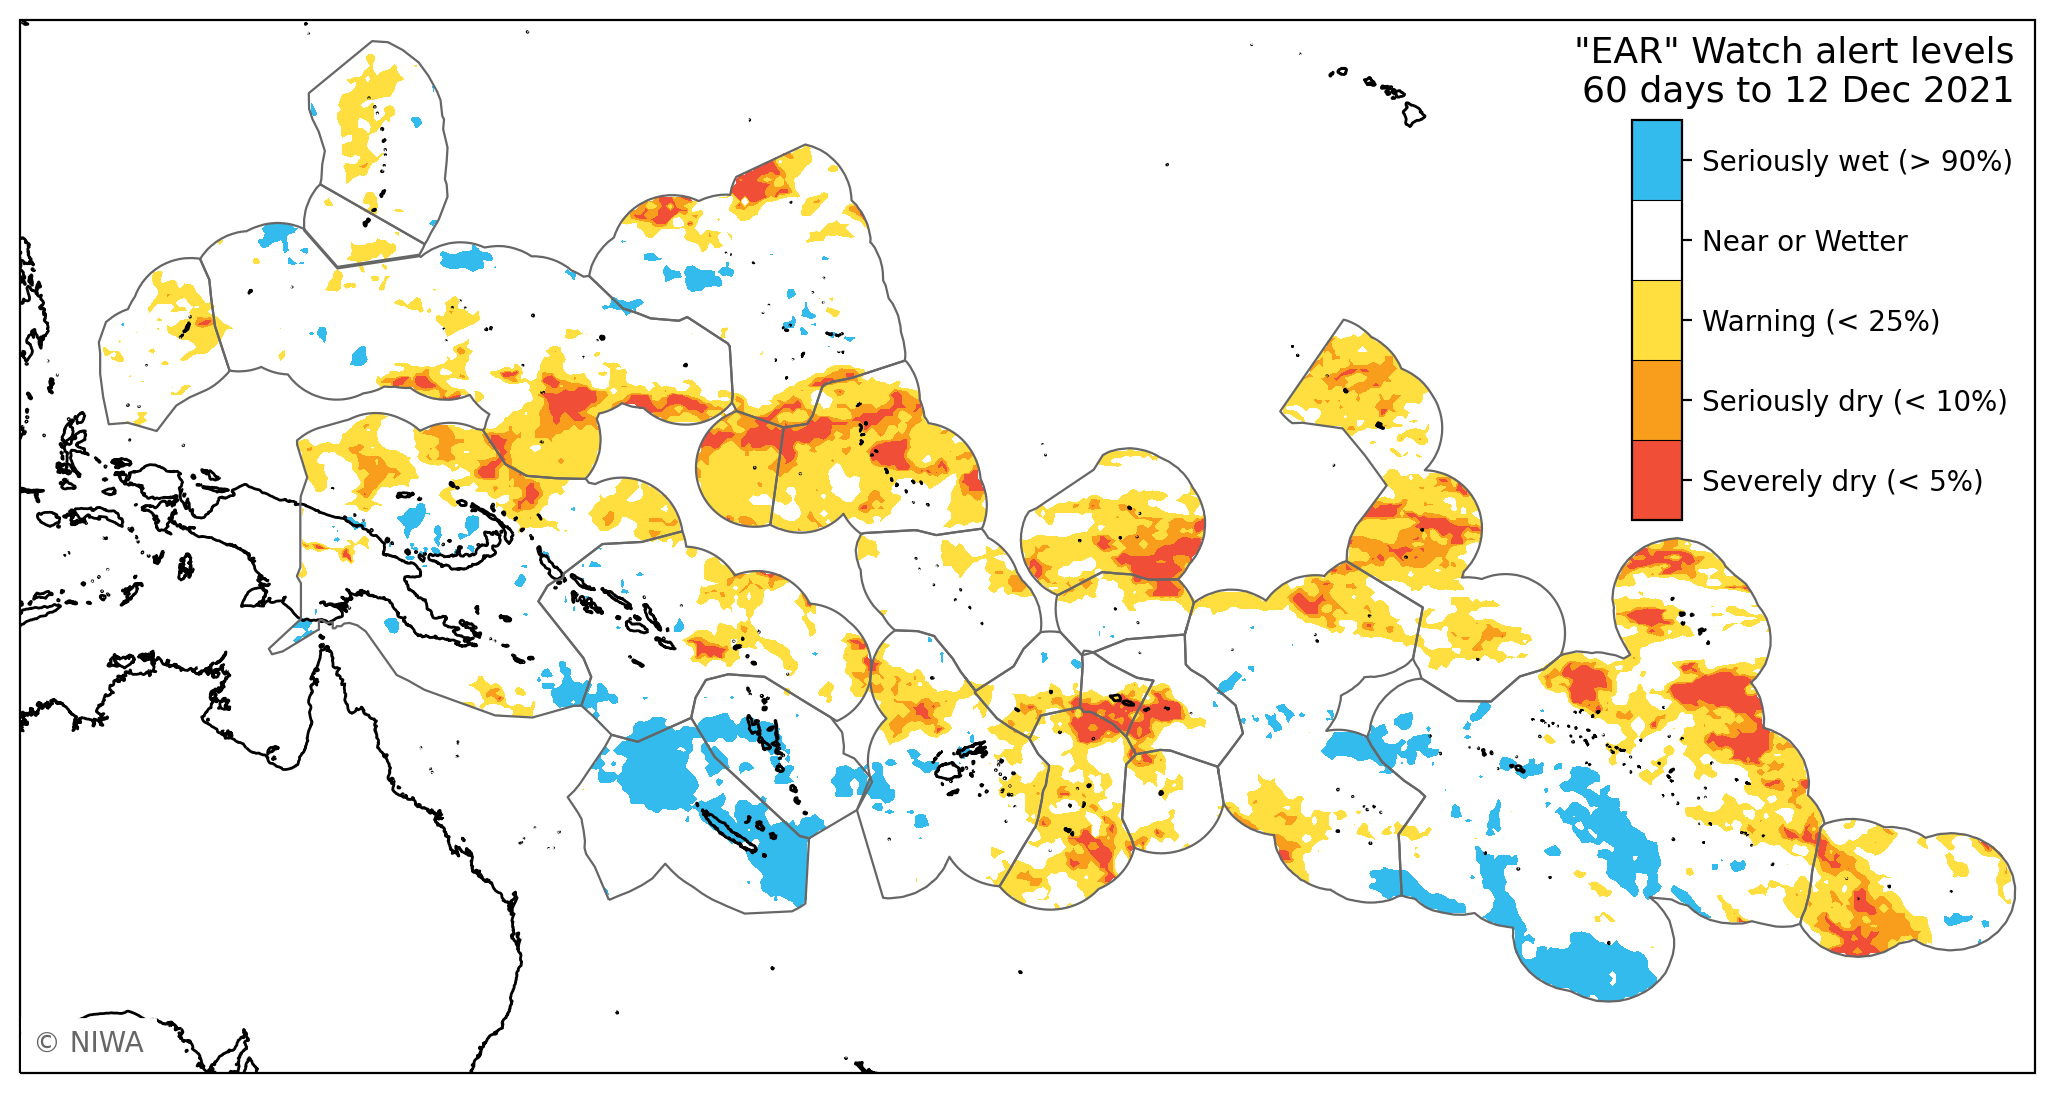 "EAR" Watch alert levels
60 days to 12 Dec 2021
Seriously wet (> 90%)
Near or Wetter
Warning (< 25%)
Seriously dry (< 10%)
Severely dry (< 5%)
© NIWA